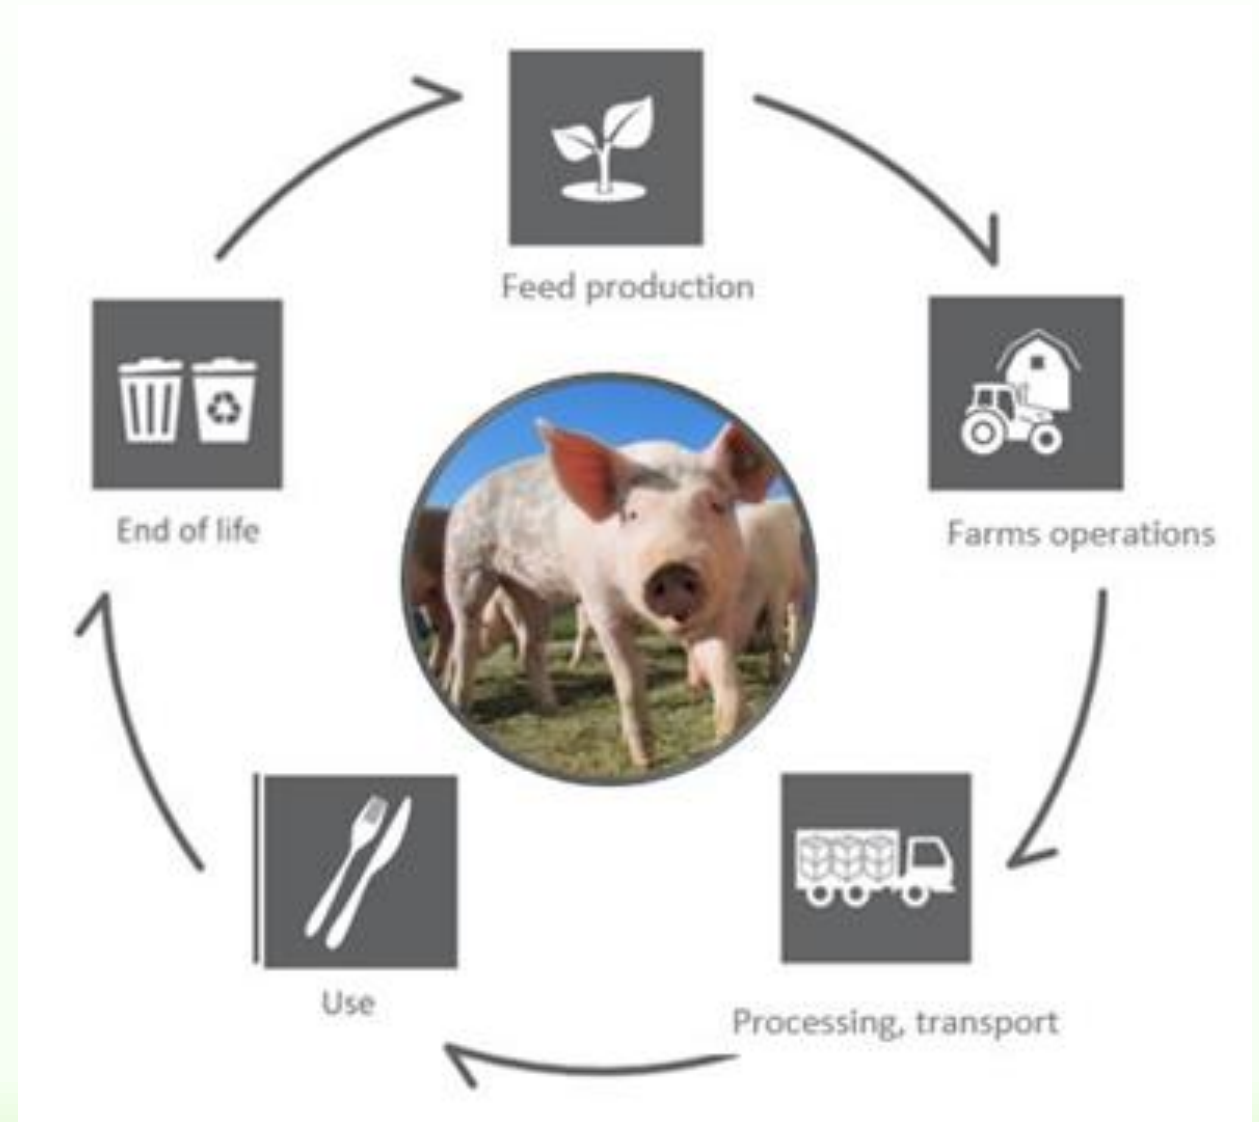 Feed production
Farms operations
Processing, transport
Use
End of life